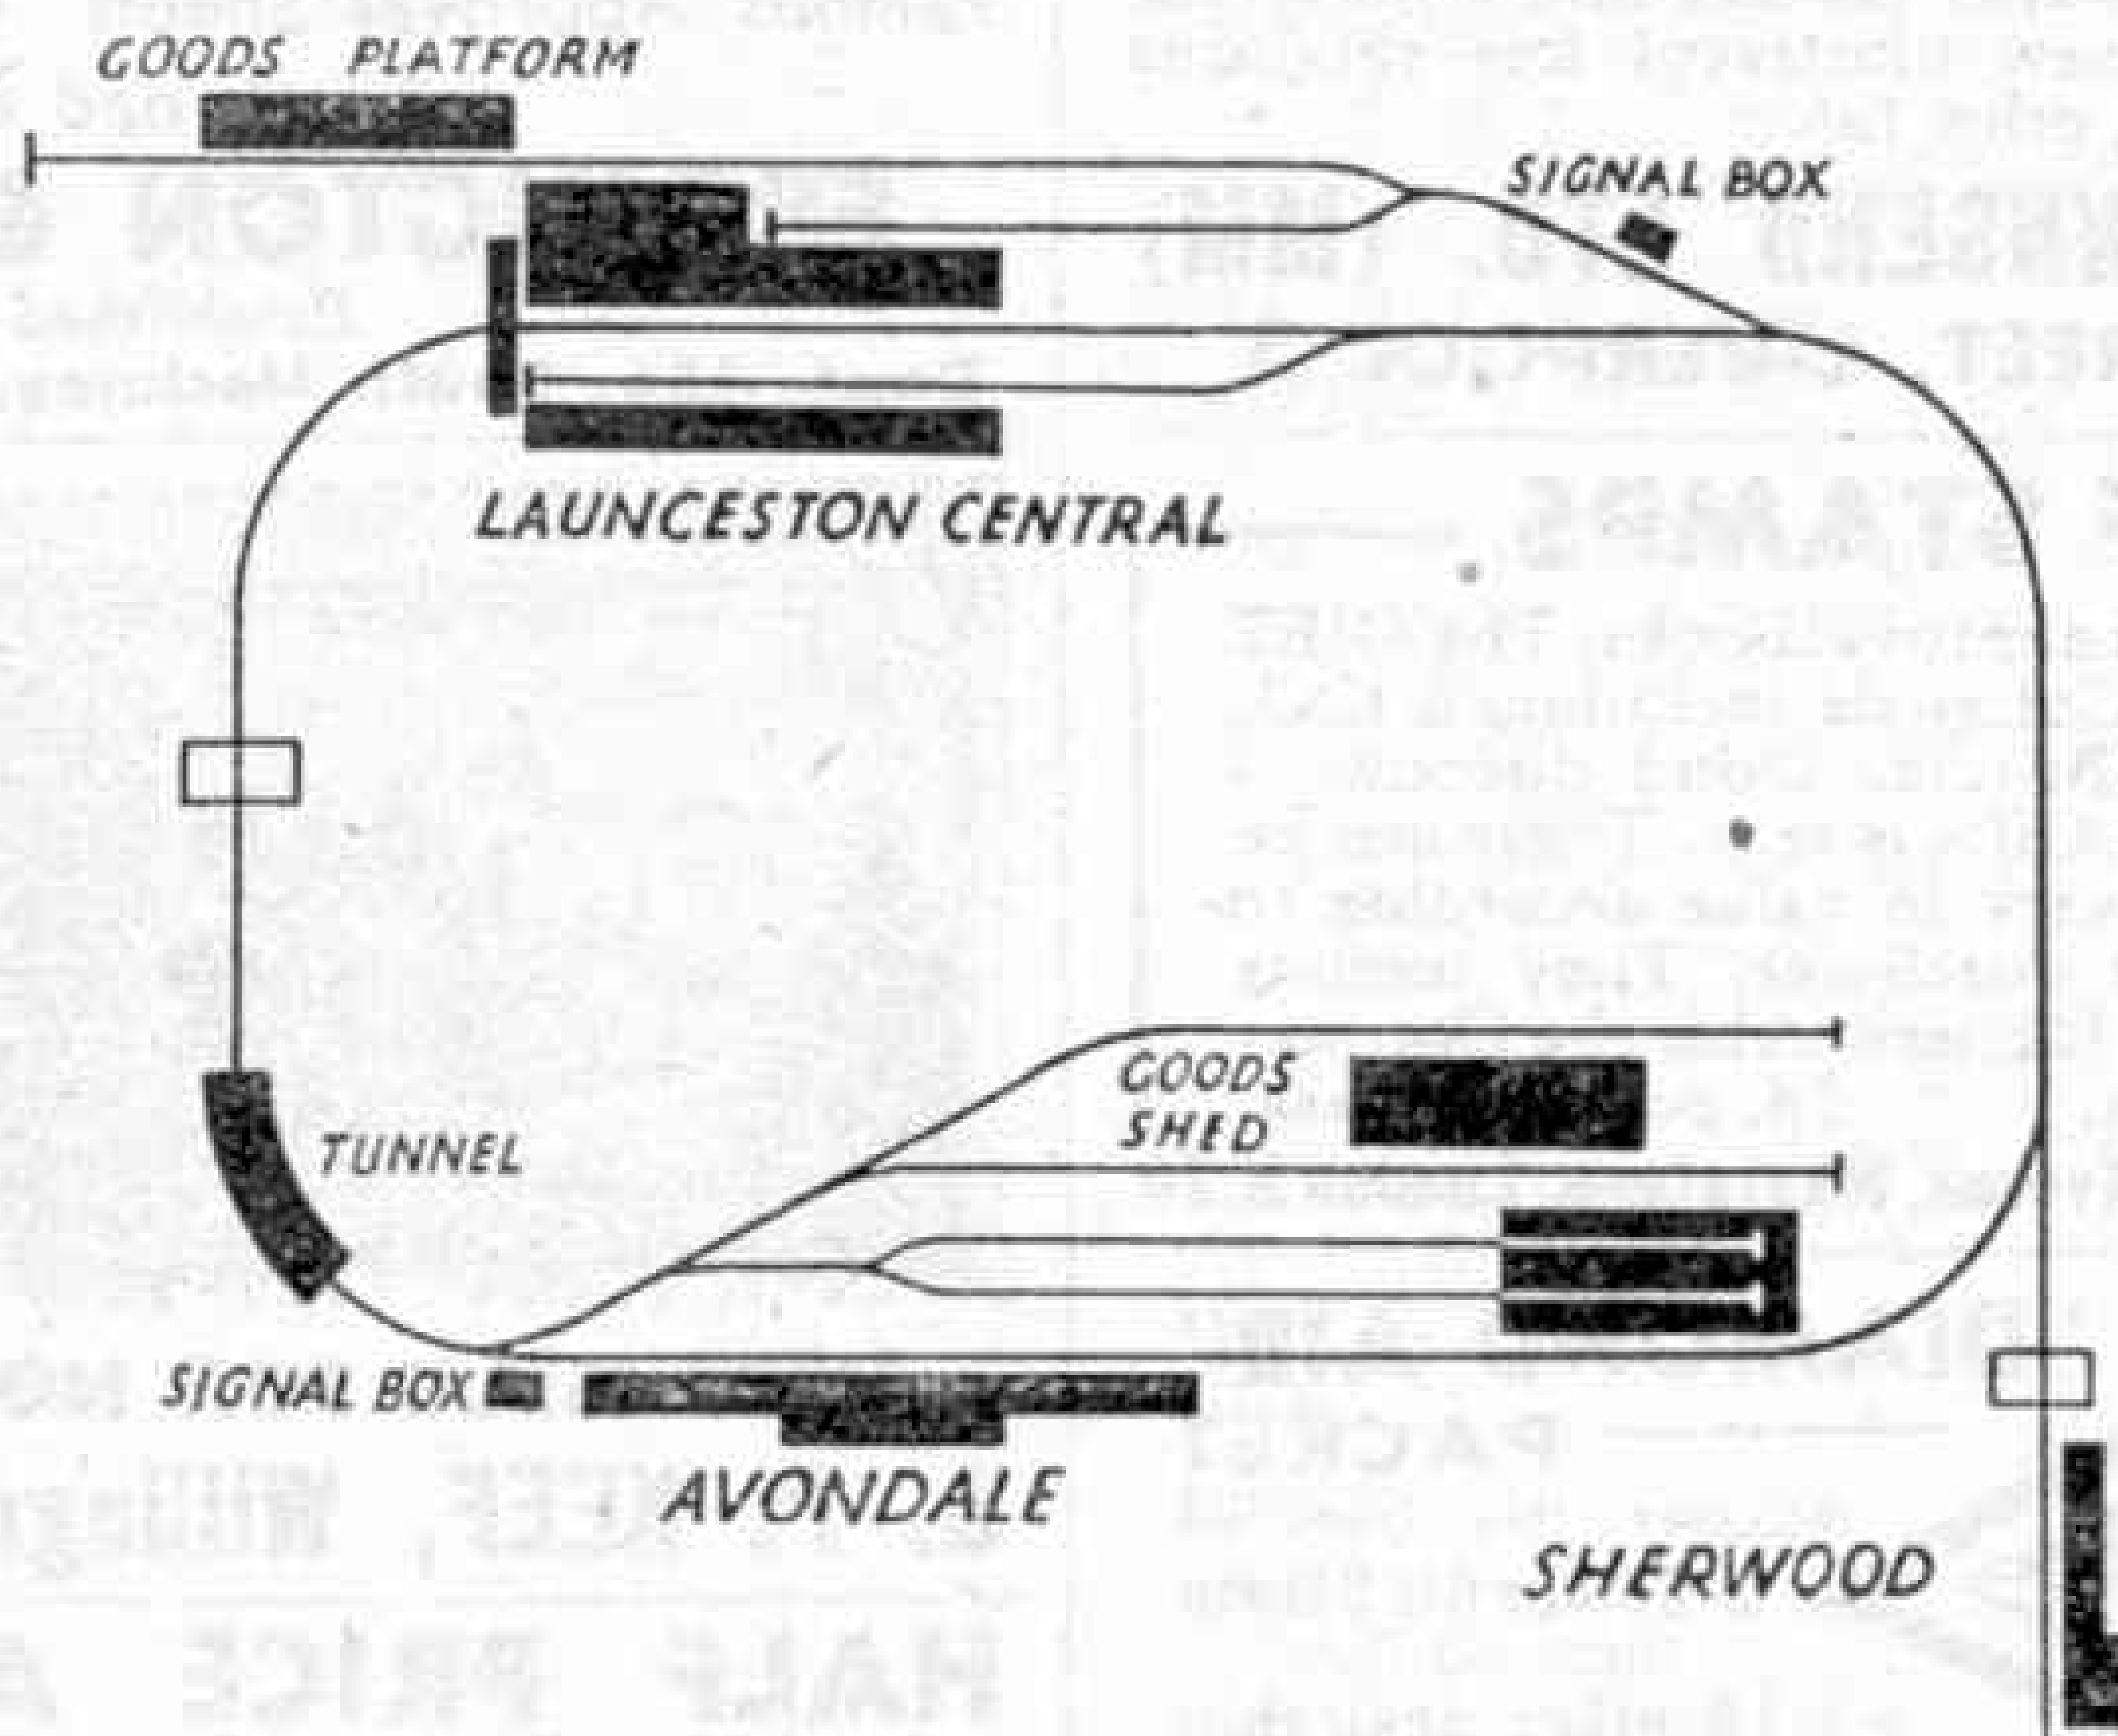 GOODS PLATFORM
SIGNAL BOX
LAUNCESTON CENTRAL
GOODS
SHED
TUNNEL
SIGNAL BOX
AVONDALE
SHERWOOD